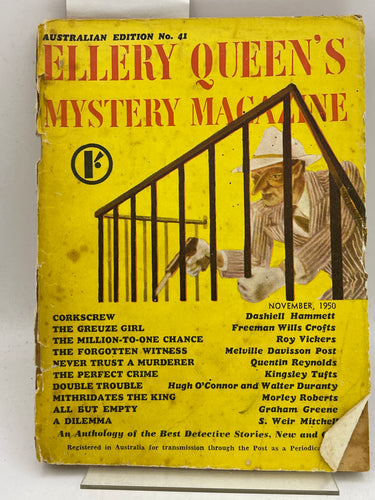 AUSTRALIAN EDITION No. 41
ELLERY QUEEN'S
MYSTERY MAGAZINE
NOVEMBER, 1950
CORKSCREW Dashiell Hammett
THE GREUZE GIRL Freeman Wills Crofts
THE MILLION-TO-ONE CHANCE Roy Vickers
THE FORGOTTEN WITNESS Melville Davisson Post
NEVER TRUST A MURDERER Quentin Reynolds
THE PERFECT CRIME Kingsley Tufts
DOUBLE TROUBLE Hugh O'Connor and Walter Duranty
MITHRIDATES THE KING Morley Roberts
ALL BUT EMPTY Graham Greene
A DILEMMA S. Weir Mitchell
An Anthology of the Best Detective Stories, New and
Registered in Australia for transmission through the Post as a Periodical